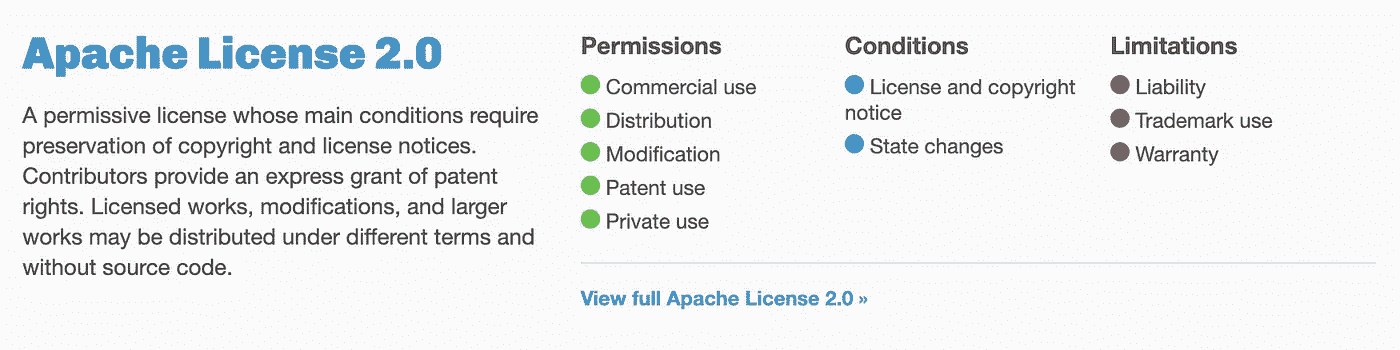 Apache License 2.0
A permissive license whose main conditions require
preservation of copyright and license notices.
Contributors provide an express grant of patent
rights. Licensed works, modifications, and larger
works may be distributed under different terms and
without source code.
Permissions
Commercial use
Distribution
Modification
Patent use
Private use
Conditions
License and copyright
notice
State changes
Limitations
Liability
Trademark use
Warranty
View full Apache License 2.0 »